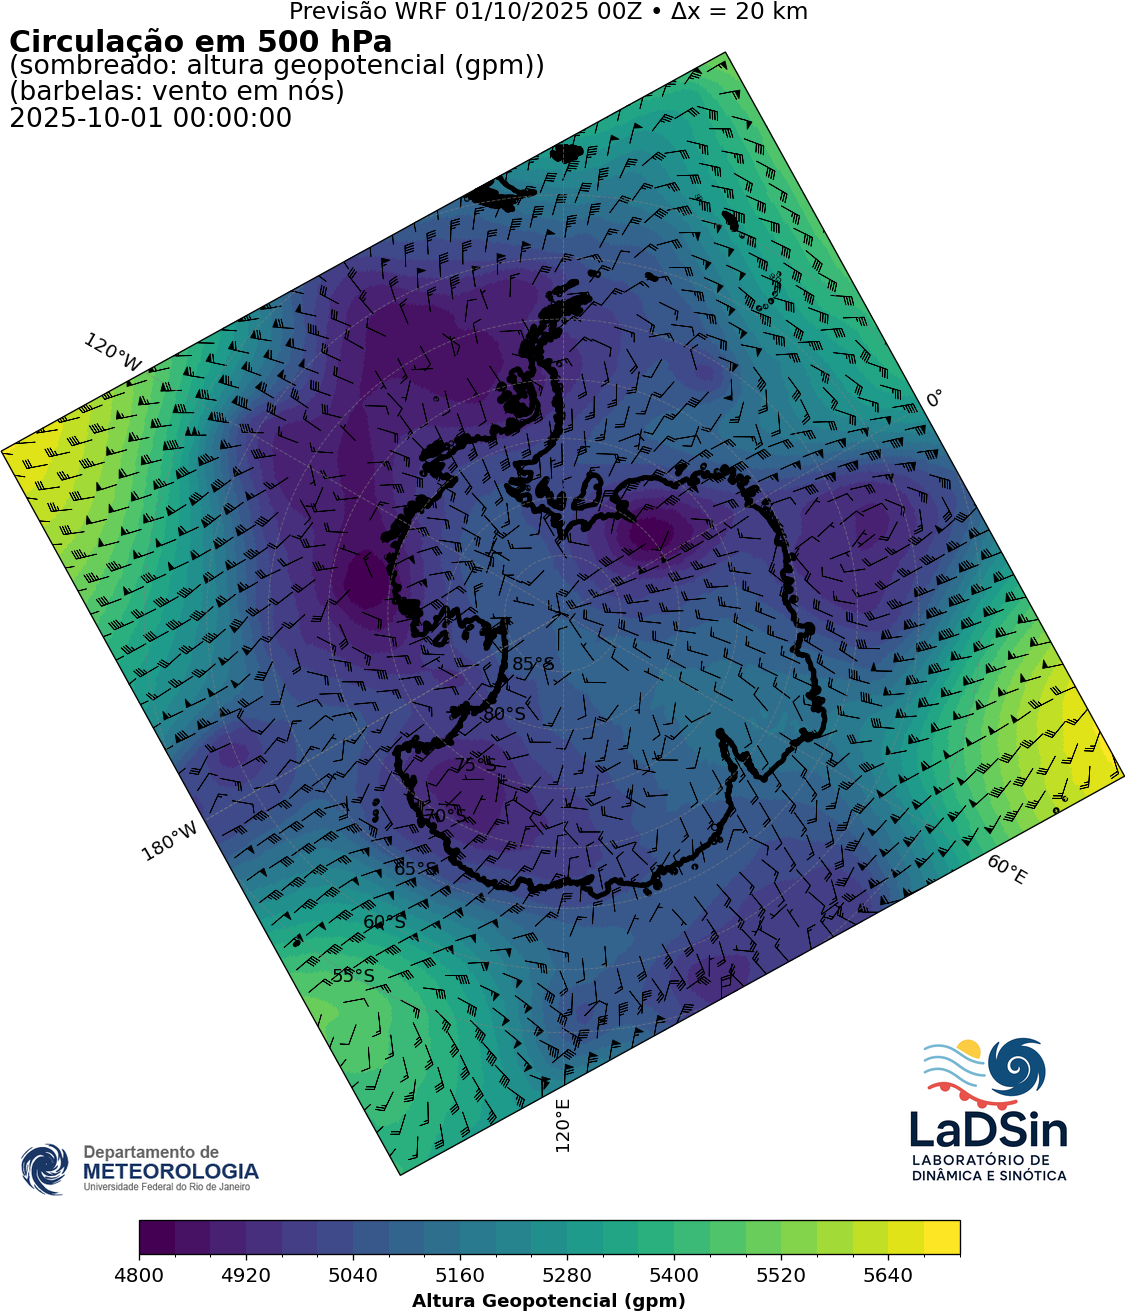 Previsão WRF 01/10/2025 00Z • Δx = 20 km
Circulação em 500 hPa
(sombreado: altura geopotencial (gpm))
(barbelas: vento em nós)
2025-10-01 00:00:00
120°W
0°
85°S
80°S
75°S
70°S
65°S
60°S
55°S
180°W
60°E
120°E
LaDSin
LABORATÓRIO DE
DINÂMICA E SINÓTICA
Departamento de
METEOROLOGIA
Universidade Federal do Rio de Janeiro
4800 4920 5040 5160 5280 5400 5520 5640
Altura Geopotencial (gpm)